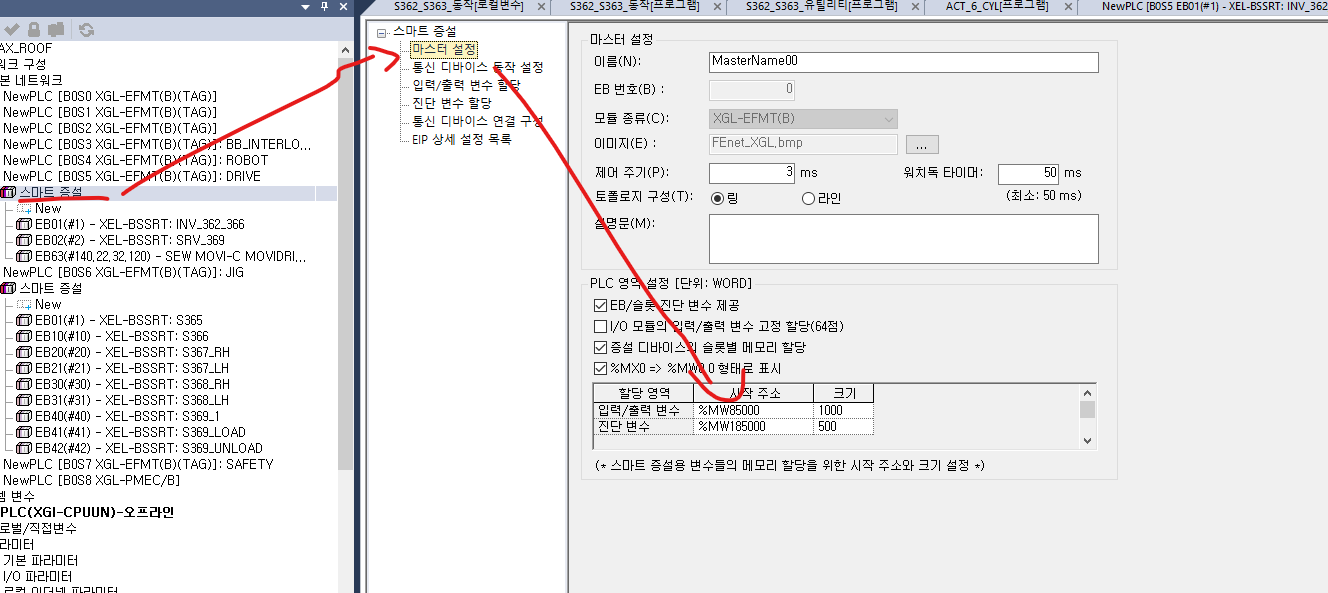 S362_S363_동작[로컬변수]
S362_S363_동작[프로그램]
S362_S363_유틸리티[프로그램]
ACT_6_CYL[프로그램]
NewPLC [B0S5 EB01(#1) - XEL-BSSRT: INV_362
AX_ROOF
워크 구성
본 네트워크
NewPLC [B0S0 XGL-EFMT(B)(TAG)]
NewPLC [B0S1 XGL-EFMT(B)(TAG)]
NewPLC [B0S2 XGL-EFMT(B)(TAG)]
NewPLC [B0S3 XGL-EFMT(B)(TAG)]: BB_INTERLO...
NewPLC [B0S4 XGL-EFMT(B)(TAG)]: ROBOT
NewPLC [B0S5 XGL-EFMT(B)(TAG)]: DRIVE
스마트 증설
New
EB01(#1) - XEL-BSSRT: INV_362_366
EB02(#2) - XEL-BSSRT: SRV_369
EB63(#140,22,32,120) - SEW MOVI-C MOVIDRI...
NewPLC [B0S6 XGL-EFMT(B)(TAG)]: JIG
스마트 증설
New
EB01(#1) - XEL-BSSRT: S365
EB10(#10) - XEL-BSSRT: S366
EB20(#20) - XEL-BSSRT: S367_RH
EB21(#21) - XEL-BSSRT: S367_LH
EB30(#30) - XEL-BSSRT: S368_RH
EB31(#31) - XEL-BSSRT: S368_LH
EB40(#40) - XEL-BSSRT: S369_1
EB41(#41) - XEL-BSSRT: S369_LOAD
EB42(#42) - XEL-BSSRT: S369_UNLOAD
NewPLC [B0S7 XGL-EFMT(B)(TAG)]: SAFETY
NewPLC [B0S8 XGL-PMEC/B]
템 변수
PLC(XGI-CPUUN)-오프라인
로벌/직접변수
라미터
기본 파라미터
I/O 파라미터
로컬 이더넷 파라미터
스마트 증설
마스터 설정
통신 디바이스 동작 설정
입력/출력 변수 할당
진단 변수 할당
통신 디바이스 연결 구성
EIP 상세 설정 목록
마스터 설정
이름(N): MasterName00
EB 번호(B) : 0
모듈 종류(C): XGL-EFMT(B)
이미지(E) : FEnet_XGL.bmp ...
제어 주기(P): 3 ms 워치독 타이머: 50 ms
토폴로지 구성(T): 링 라인 (최소: 50 ms)
설명문(M):
PLC 영역 설정 [단위: WORD]
EB/슬롯 진단 변수 제공
I/O 모듈의 입력/출력 변수 고정 할당(64점)
증설 디바이스의 슬롯별 메모리 할당
%MX0 => %MW0.0 형태로 표시
할당 영역 시작 주소 크기
입력/출력 변수 %MW85000 1000
진단 변수 %MW185000 500
(* 스마트 증설용 변수들의 메모리 할당을 위한 시작 주소와 크기 설정 *)